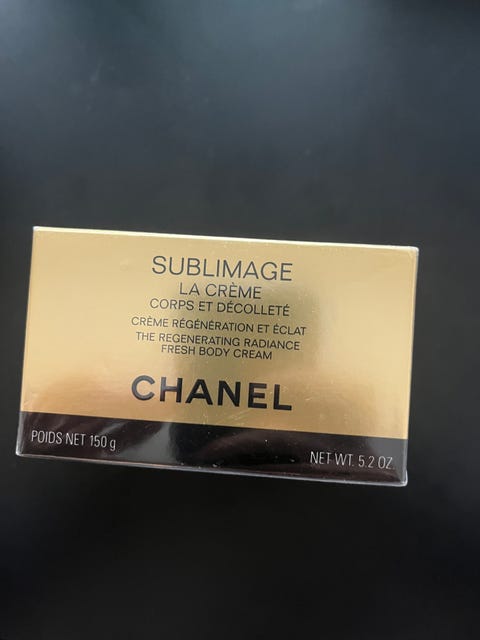 SUBLIMAGE
LA CRÈME
CORPS ET DÉCOLLETÉ
CRÈME RÉGÉNÉRATION ET ÉCLAT
THE REGENERATING RADIANCE
FRESH BODY CREAM
CHANEL
POIDS NET 150 g
NET WT. 5.2 OZ.